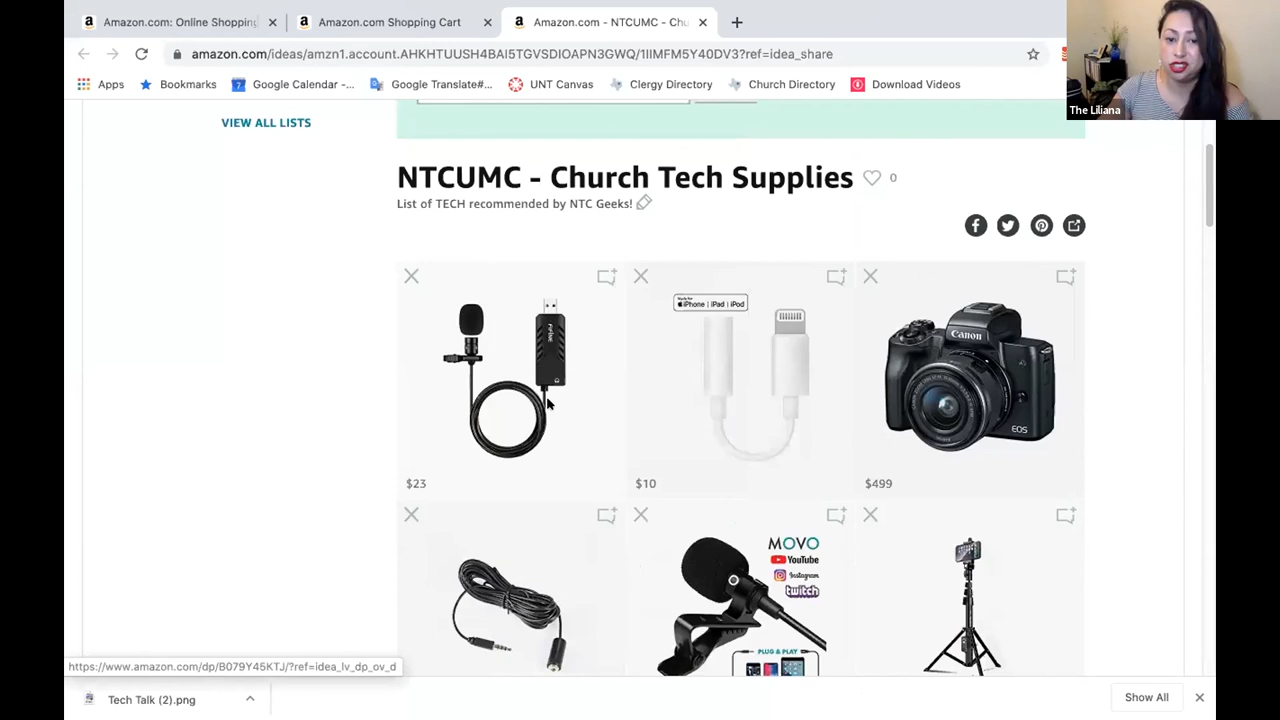 Amazon.com: Online Shopping
Amazon.com Shopping Cart
Amazon.com - NTCUMC - Chu
amazon.com/ideas/amzn1.account.AHKHTUUSH4BAI5TGVSDIOAPN3GWQ/1IIMFM5Y40DV3?ref=idea_share
Apps
Bookmarks
Google Calendar -...
Google Translate#...
UNT Canvas
Clergy Directory
Church Directory
Download Videos
The Liliana
VIEW ALL LISTS
NTCUMC - Church Tech Supplies 0
List of TECH recommended by NTC Geeks!
FIFINE
Made for
iPhone | iPad | iPod
Canon
EOS
$23
$10
$499
MOVO
YouTube
Instagram
twitch
PLUG & PLAY
https://www.amazon.com/dp/B079Y45KTJ/?ref=idea_lv_dp_ov_d
Tech Talk (2).png
Show All